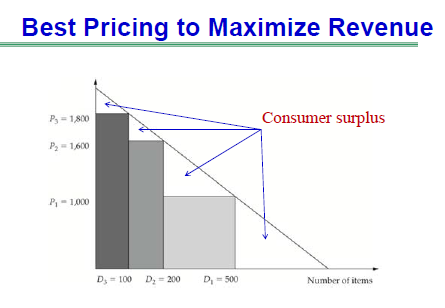 Best Pricing to Maximize Revenue
Consumer surplus
P₃ = 1,800
P₂ = 1,600
P₁ = 1,000
D₃ = 100 D₂ = 200 D₁ = 500 Number of items